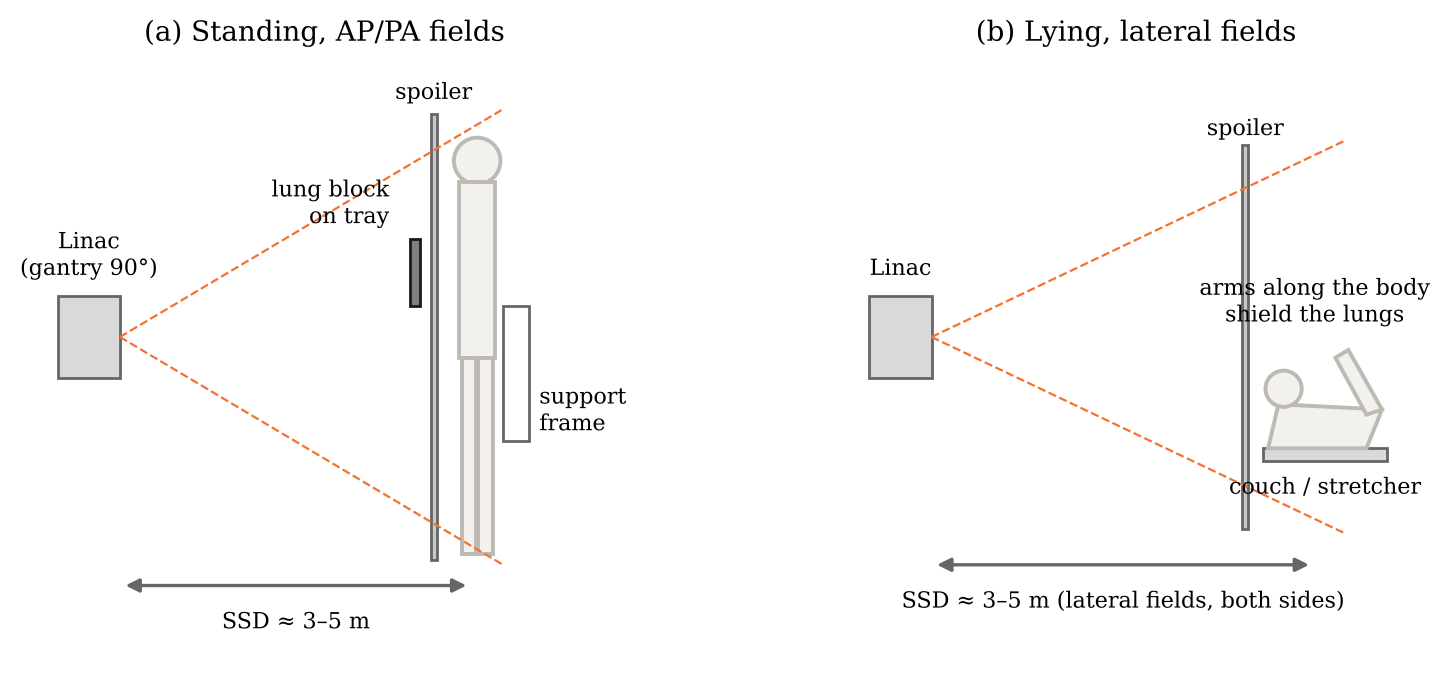 (a) Standing, AP/PA fields
spoiler
lung block
on tray
Linac
(gantry 90°)
support
frame
SSD ≈ 3–5 m
(b) Lying, lateral fields
spoiler
Linac
arms along the body
shield the lungs
couch / stretcher
SSD ≈ 3–5 m (lateral fields, both sides)